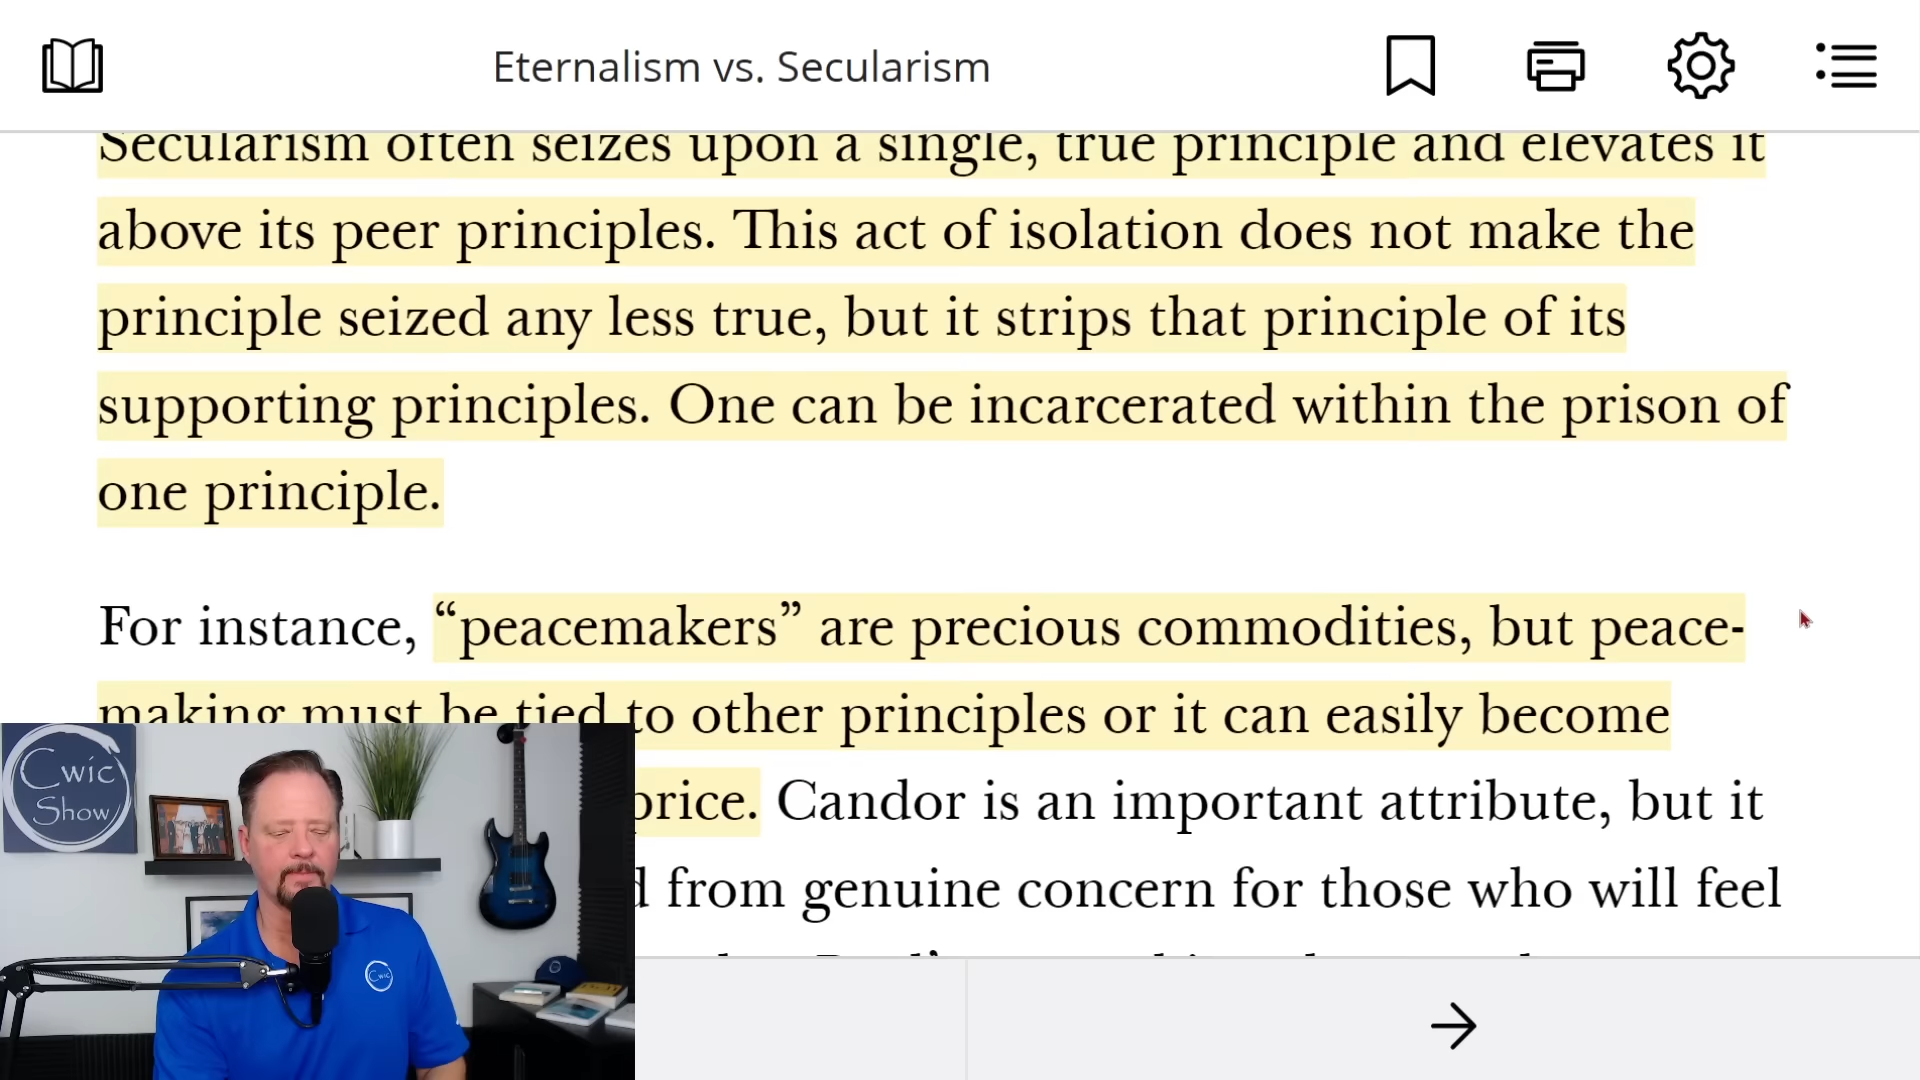 Eternalism vs. Secularism
Secularism often seizes upon a single, true principle and elevates it
above its peer principles. This act of isolation does not make the
principle seized any less true, but it strips that principle of its
supporting principles. One can be incarcerated within the prison of
one principle.
For instance, “peacemakers” are precious commodities, but peace-
making must be tied to other principles or it can easily become
price. Candor is an important attribute, but it
from genuine concern for those who will feel
Cwic
Show
Cwic